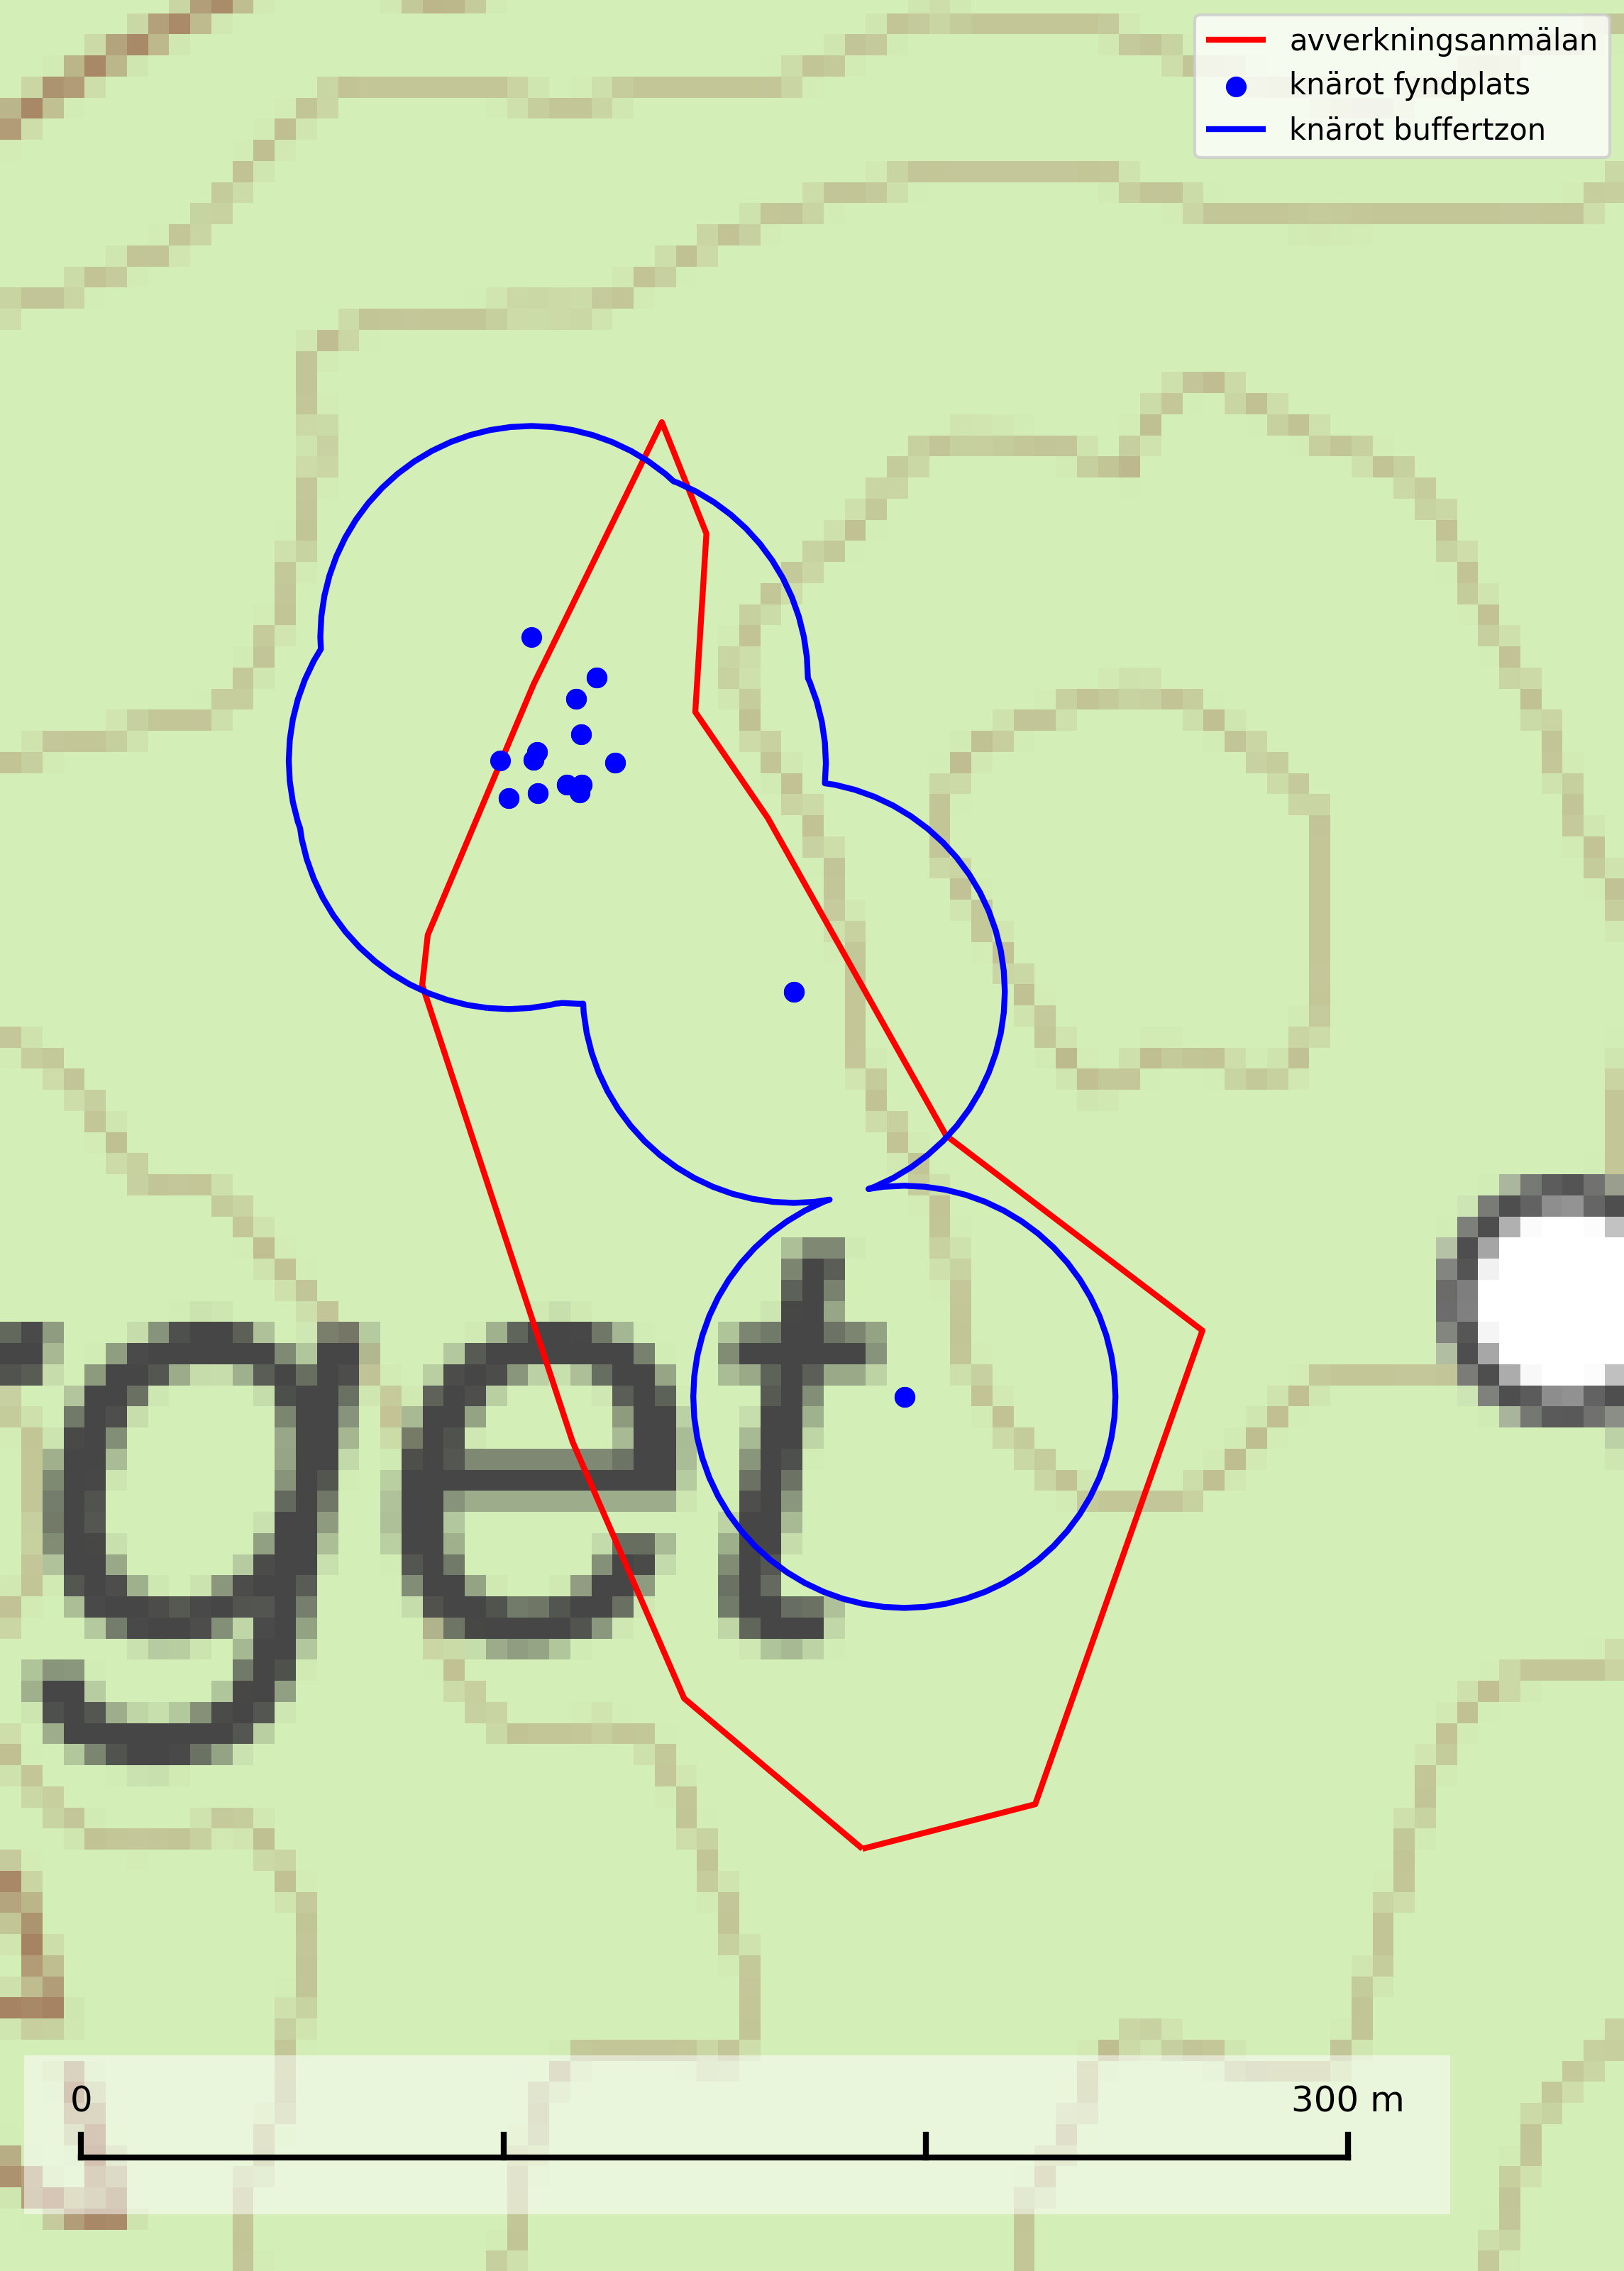 avverkningsanmälan
knärot fyndplats
knärot buffertzon
get
0 300 m